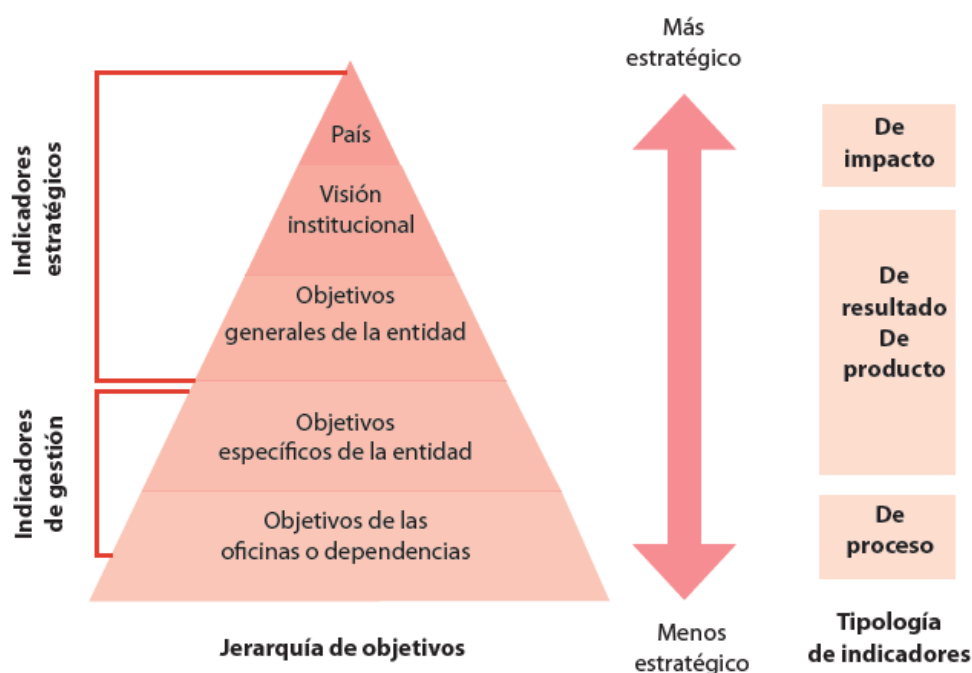 Indicadores
estratégicos
Indicadores
de gestión
País
Visión
institucional
Objetivos
generales de la entidad
Objetivos
específicos de la entidad
Objetivos de las
oficinas o dependencias
Jerarquía de objetivos
Más
estratégico
Menos
estratégico
De
impacto
De
resultado
De
producto
De
proceso
Tipología
de indicadores